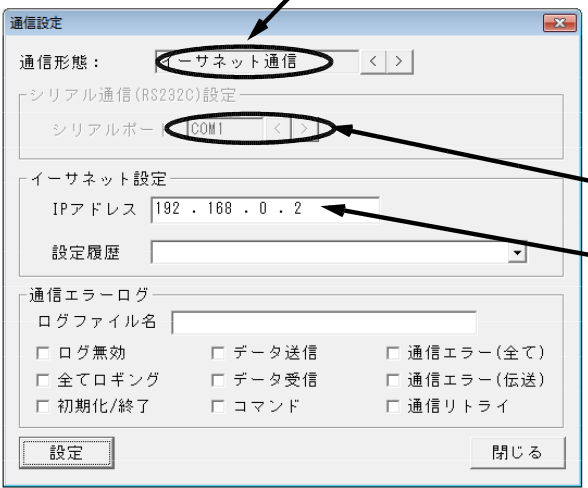 通信設定
通信形態： イーサネット通信 < >
シリアル通信(RS232C)設定
シリアルポート COM1 < >
イーサネット設定
IPアドレス 192 . 168 . 0 . 2
設定履歴
通信エラーログ
ログファイル名
ログ無効 データ送信 通信エラー(全て)
全てロギング データ受信 通信エラー(伝送)
初期化/終了 コマンド 通信リトライ
設定 閉じる